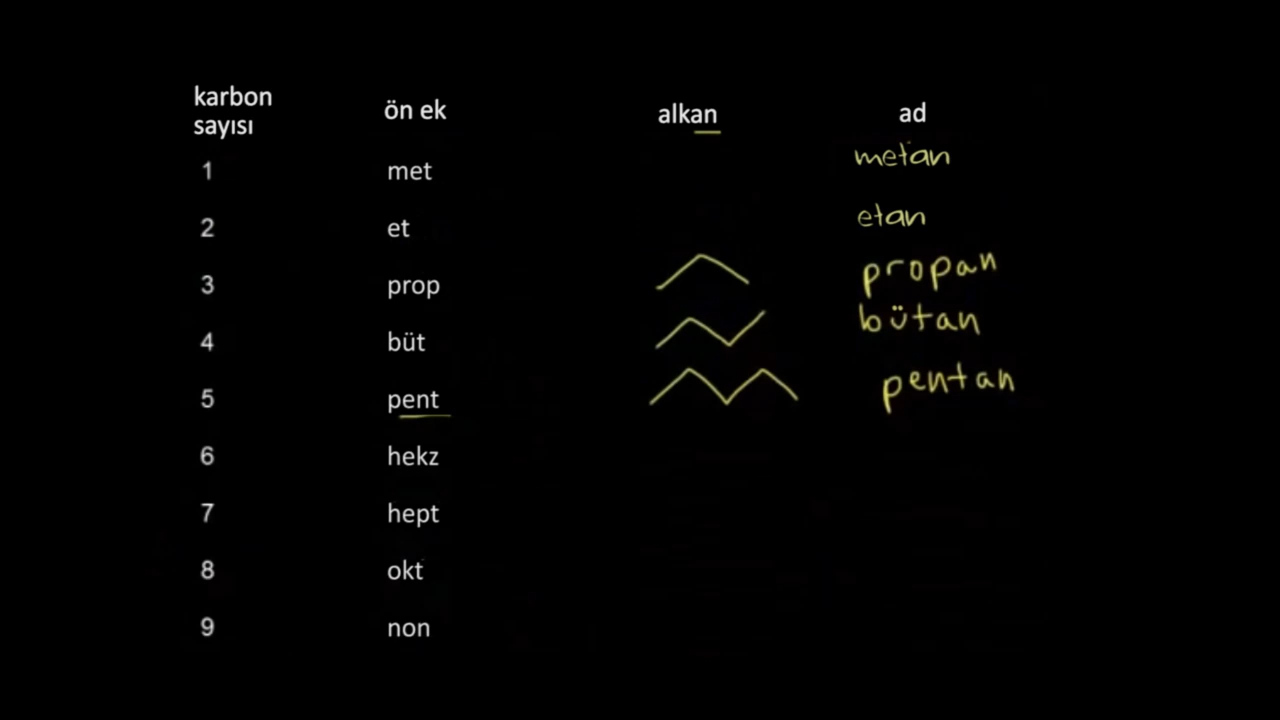 karbon sayısı ön ek alkan ad
1 met metan
2 et etan
3 prop propan
4 büt bütan
5 pent pentan
6 hekz
7 hept
8 okt
9 non